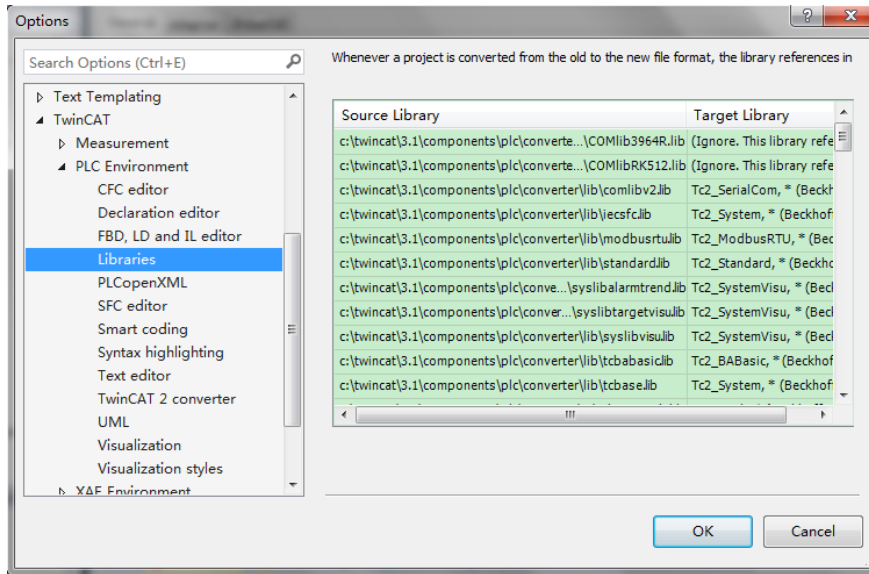 Options
Search Options (Ctrl+E)
Whenever a project is converted from the old to the new file format, the library references in
Text Templating
TwinCAT
Measurement
PLC Environment
CFC editor
Declaration editor
FBD, LD and IL editor
Libraries
PLCopenXML
SFC editor
Smart coding
Syntax highlighting
Text editor
TwinCAT 2 converter
UML
Visualization
Visualization styles
XAE Environment
Source Library Target Library
c:\twincat\3.1\components\plc\converte...\COMlib3964R.lib (Ignore. This library refe
c:\twincat\3.1\components\plc\converte...\COMlibRK512.lib (Ignore. This library refe
c:\twincat\3.1\components\plc\converter\lib\comlibv2.lib Tc2_SerialCom, * (Beckh
c:\twincat\3.1\components\plc\converter\lib\iecsfc.lib Tc2_System, * (Beckhof
c:\twincat\3.1\components\plc\converter\lib\modbusrtu.lib Tc2_ModbusRTU, * (Bec
c:\twincat\3.1\components\plc\converter\lib\standard.lib Tc2_Standard, * (Beckhc
c:\twincat\3.1\components\plc\conve...\syslibalarmtrend.lib Tc2_SystemVisu, * (Becl
c:\twincat\3.1\components\plc\conver...\syslibtargetvisu.lib Tc2_SystemVisu, * (Becl
c:\twincat\3.1\components\plc\converter\lib\syslibvisu.lib Tc2_SystemVisu, * (Becl
c:\twincat\3.1\components\plc\converter\lib\tcbabasic.lib Tc2_BABasic, * (Beckhof
c:\twincat\3.1\components\plc\converter\lib\tcbase.lib Tc2_System, * (Beckhof
OK Cancel